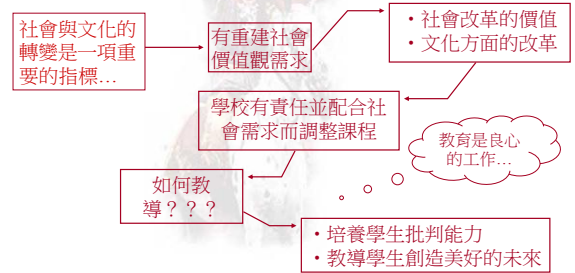 社會與文化的
轉變是一項重
要的指標…
有重建社會
價值觀需求
・社會改革的價值
・文化方面的改革
學校有責任並配合社
會需求而調整課程
教育是良心
的工作…
如何教
導？？？
・培養學生批判能力
・教導學生創造美好的未來